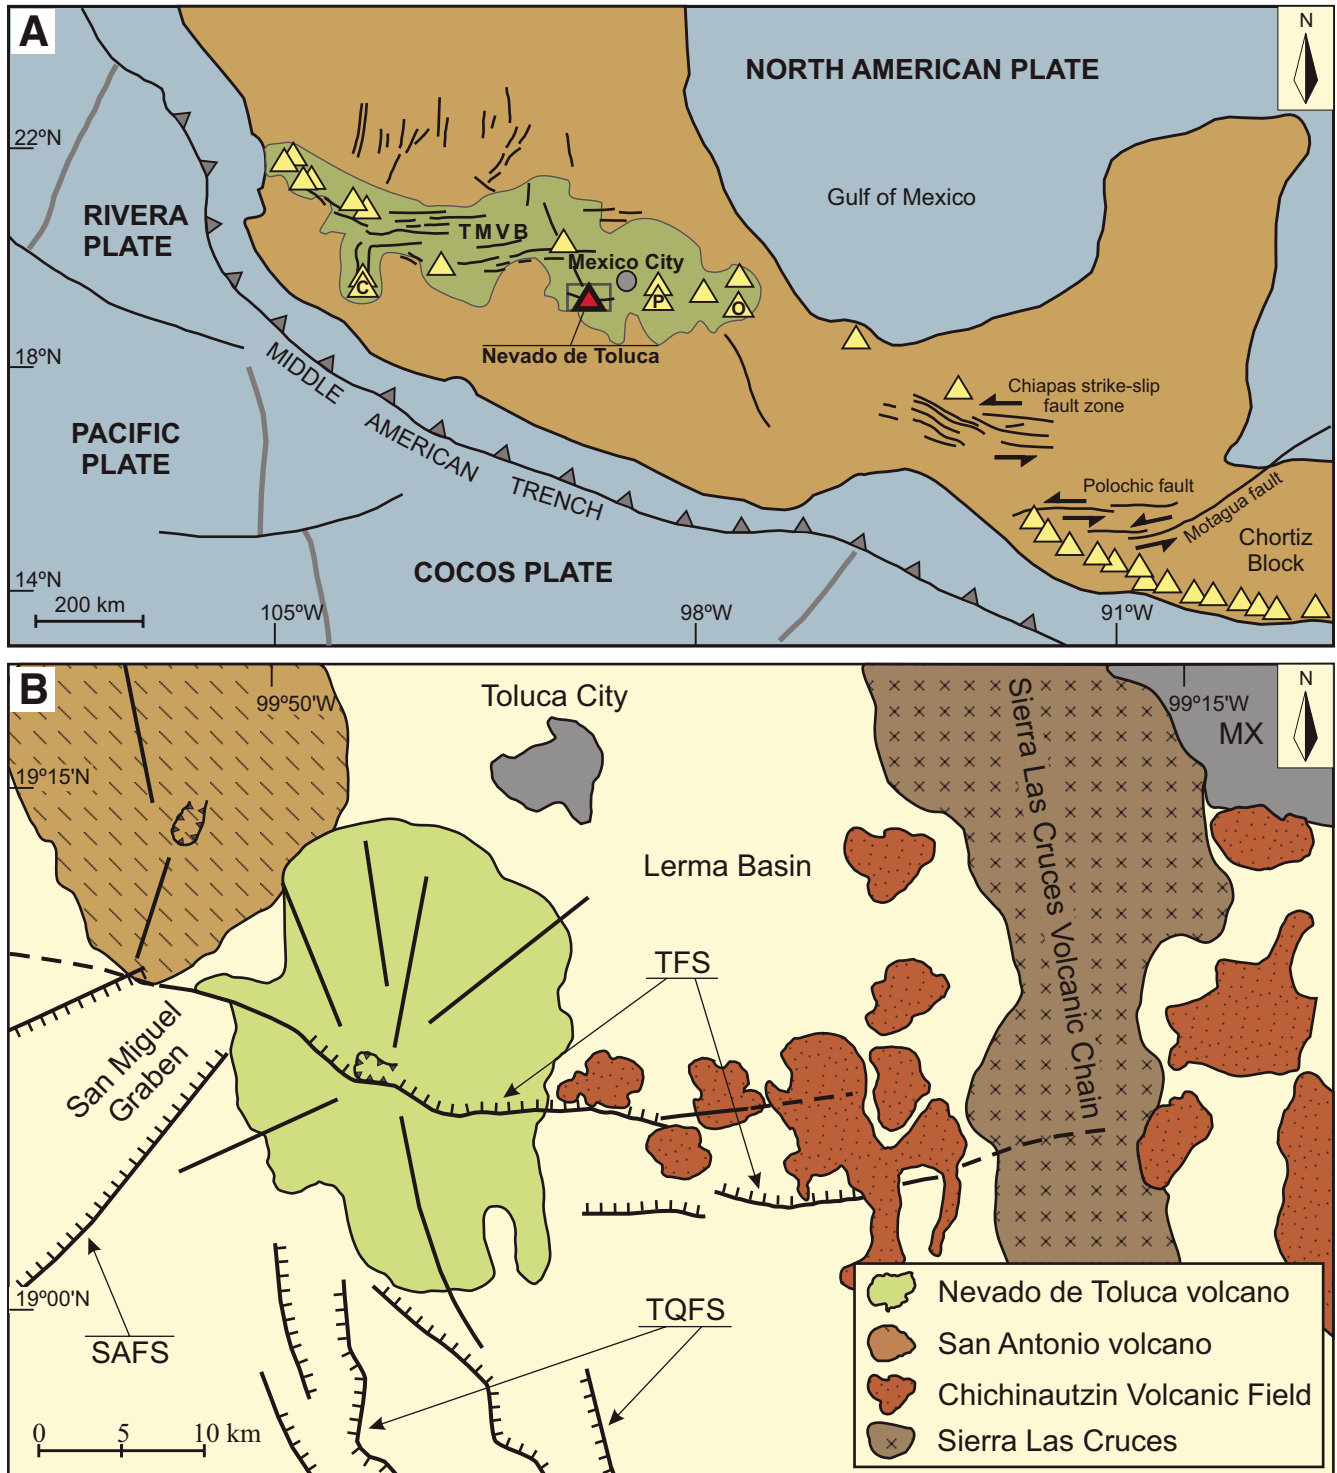 A
N
NORTH AMERICAN PLATE
22ºN
Gulf of Mexico
RIVERA
PLATE
TMVB
Mexico City
C
P
O
Nevado de Toluca
18ºN
MIDDLE AMERICAN TRENCH
Chiapas strike-slip
fault zone
PACIFIC
PLATE
Polochic fault
Motagua fault
Chortiz
Block
COCOS PLATE
14ºN
200 km
105ºW
98ºW
91ºW
B
N
99º50'W
Toluca City
99º15'W
MX
19º15'N
Sierra Las Cruces Volcanic Chain
Lerma Basin
TFS
San Miguel
Graben
19º00'N
SAFS
TQFS
0 5 10 km
Nevado de Toluca volcano
San Antonio volcano
Chichinautzin Volcanic Field
Sierra Las Cruces